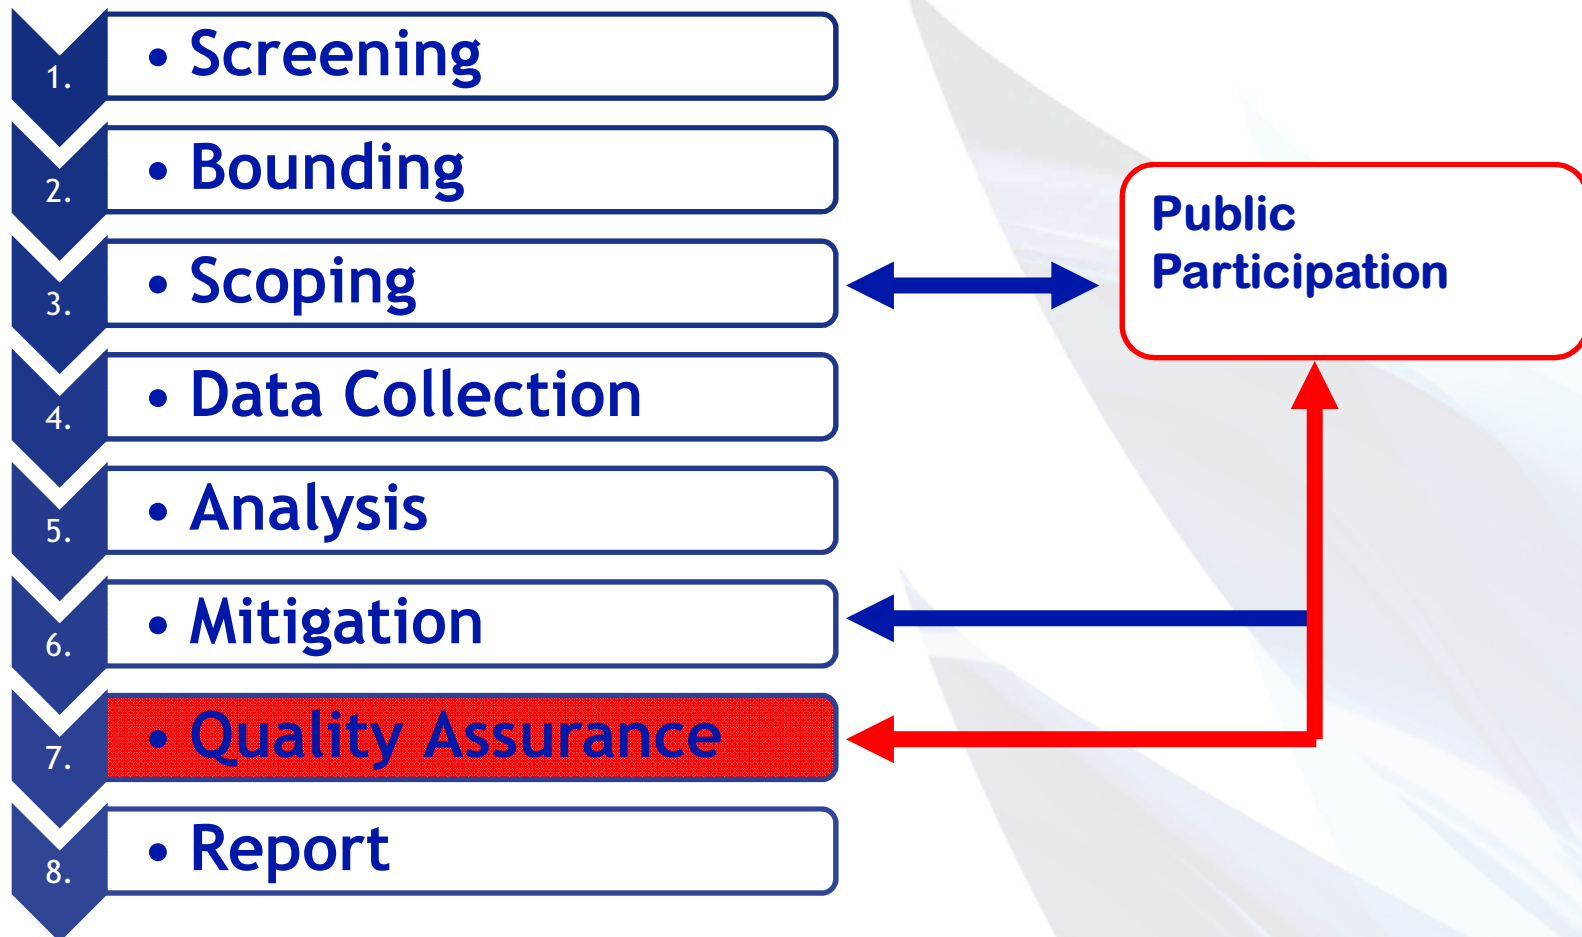 1.
• Screening
2.
• Bounding
3.
• Scoping
4.
• Data Collection
5.
• Analysis
6.
• Mitigation
7.
• Quality Assurance
8.
• Report
Public
Participation